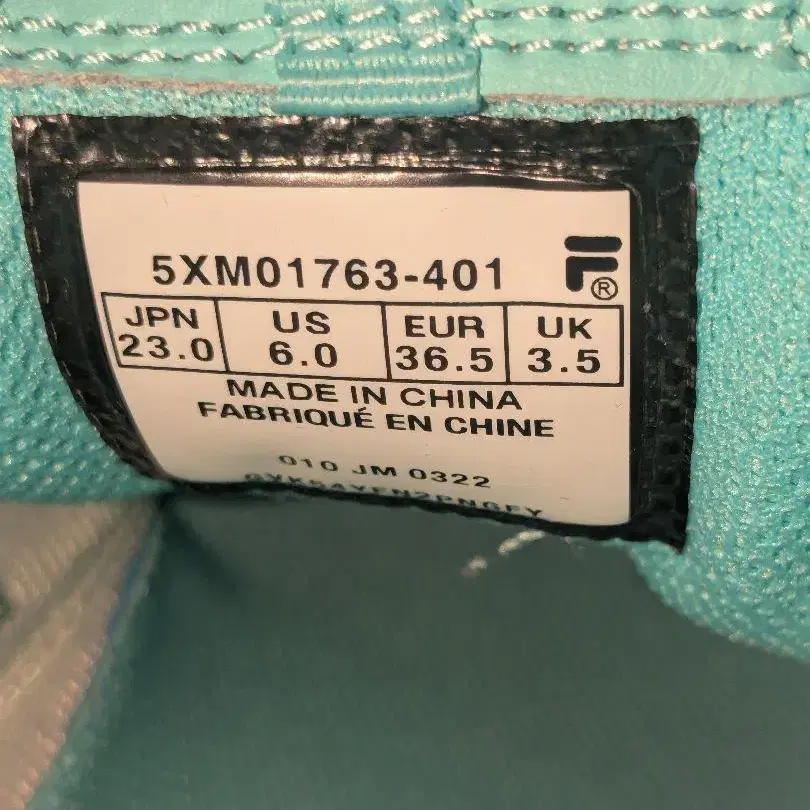 5XM01763-401
JPN US EUR UK
23.0 6.0 36.5 3.5
MADE IN CHINA
FABRIQUÉ EN CHINE
010 JM 0322